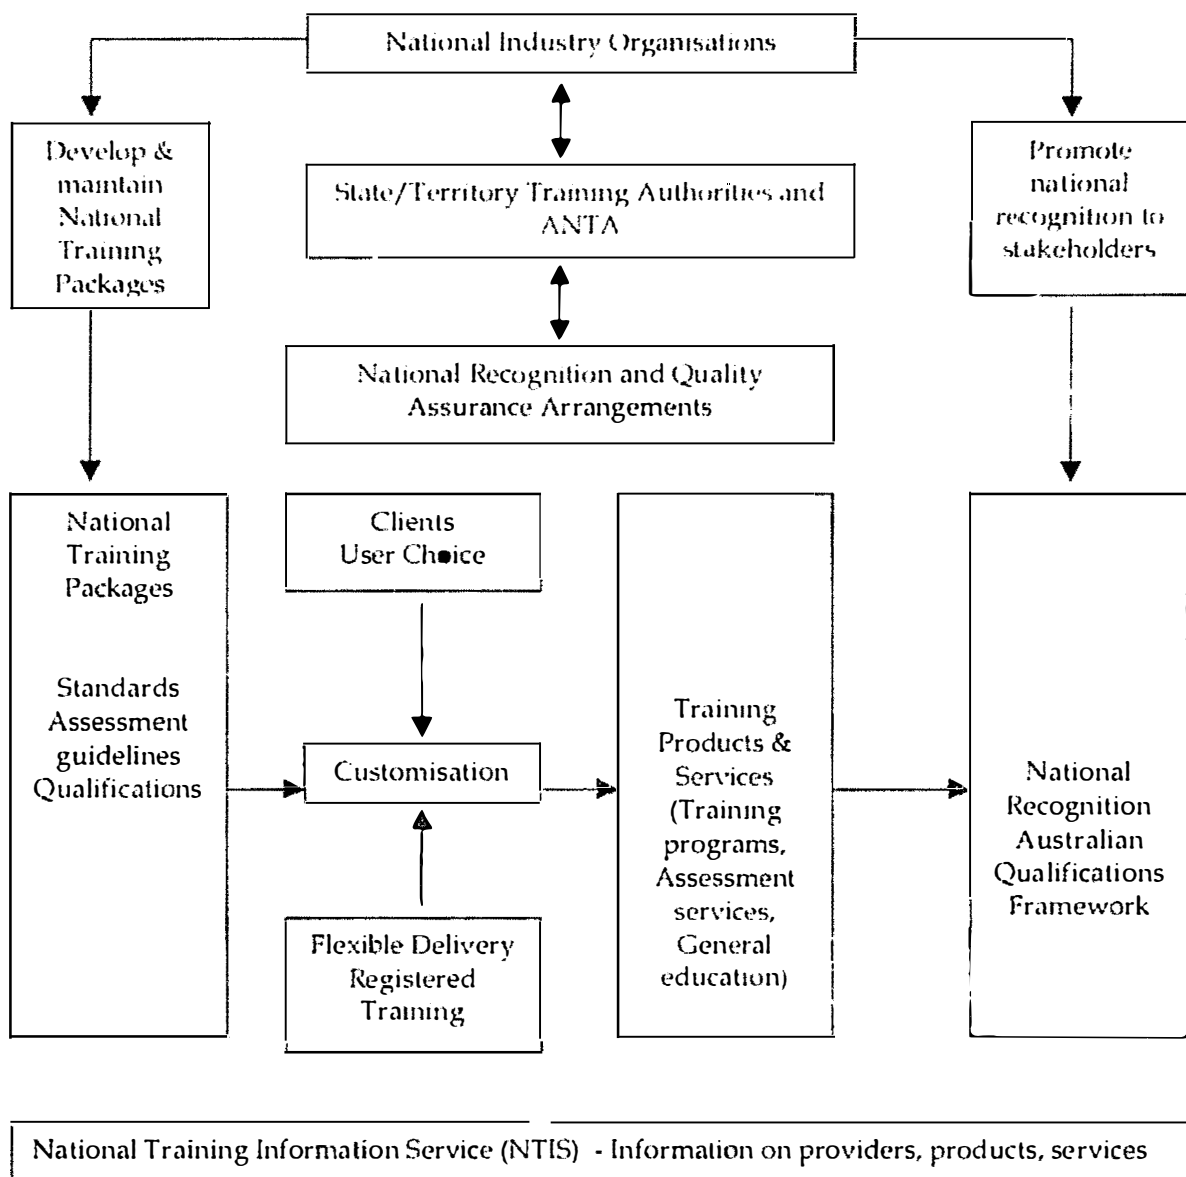 National Industry Organisations
Develop &
maintain
National
Training
Packages
State/Territory Training Authorities and
ANTA
Promote
national
recognition to
stakeholders
National Recognition and Quality
Assurance Arrangements
National
Training
Packages
Standards
Assessment
guidelines
Qualifications
Clients
User Choice
Customisation
Flexible Delivery
Registered
Training
Training
Products &
Services
(Training
programs,
Assessment
services,
General
education)
National
Recognition
Australian
Qualifications
Framework
National Training Information Service (NTIS) - Information on providers, products, services